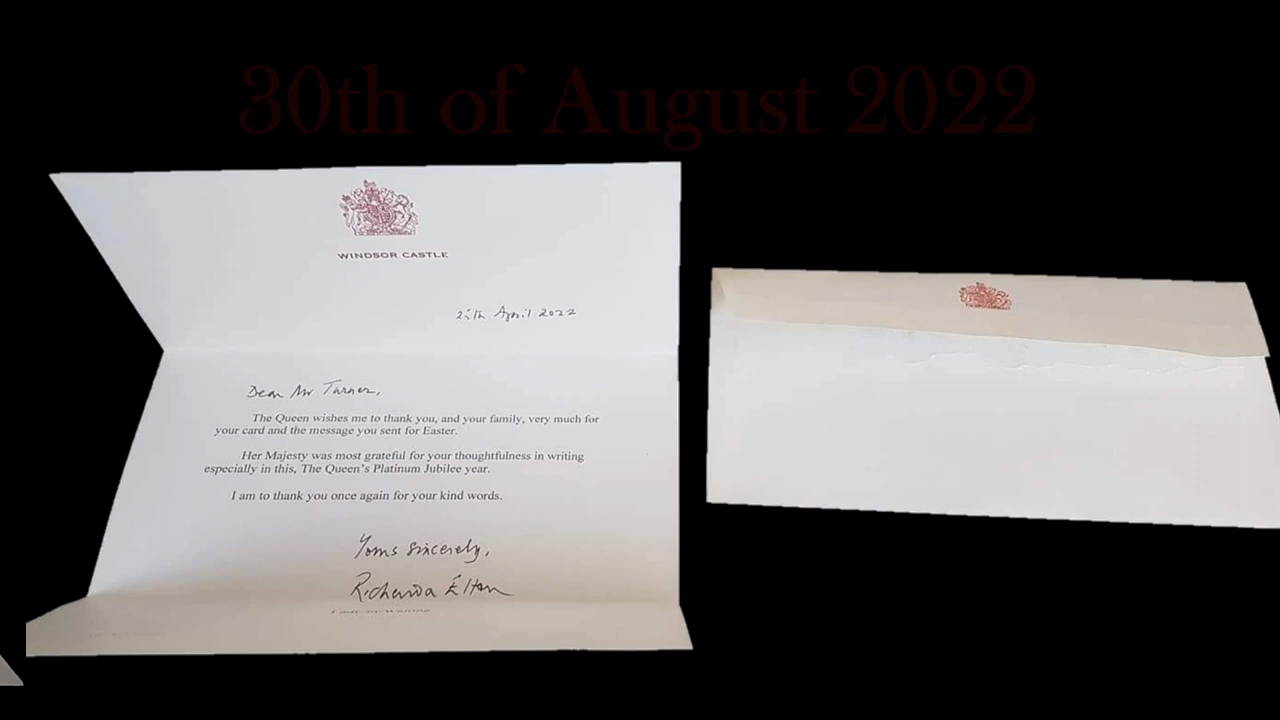 30th of August 2022
WINDSOR CASTLE
April 2022
Dear Mr Turner,
The Queen wishes me to thank you, and your family, very much for
your card and the message you sent for Easter.
Her Majesty was most grateful for your thoughtfulness in writing
especially in this, The Queen's Platinum Jubilee year.
I am to thank you once again for your kind words.
Yours sincerely,
Richenda Elton
Lady-in-Waiting